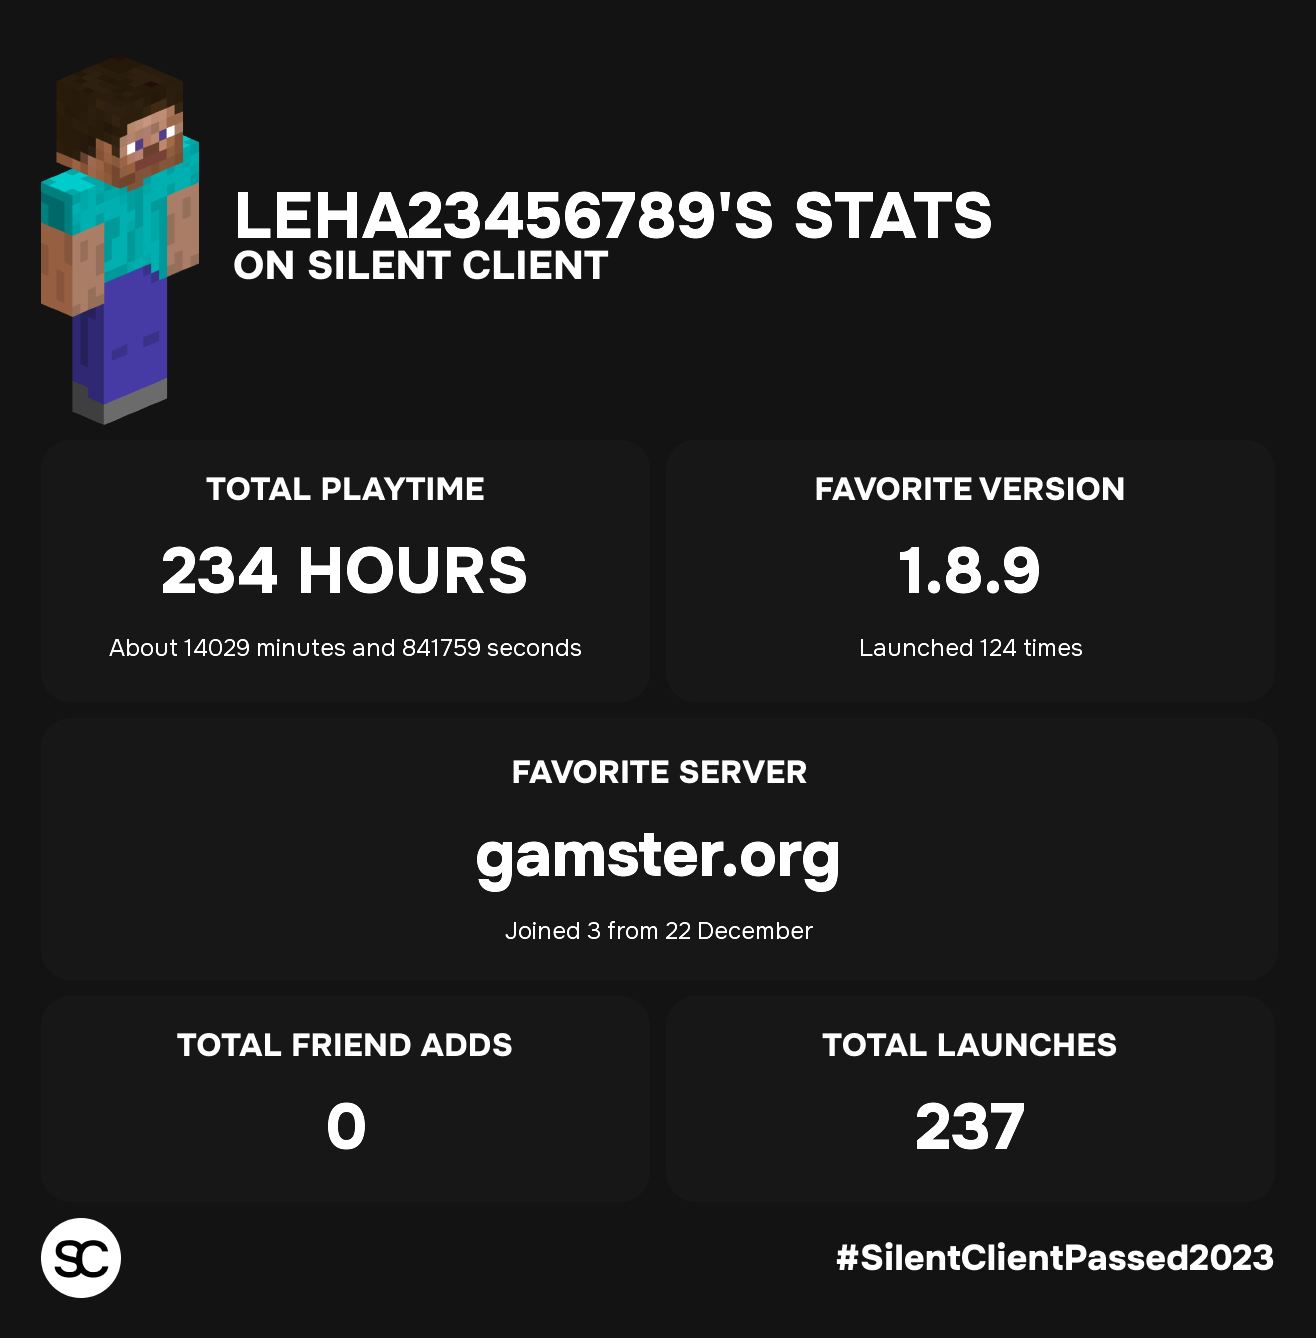 LEHA23456789'S STATS
ON SILENT CLIENT
TOTAL PLAYTIME
234 HOURS
About 14029 minutes and 841759 seconds
FAVORITE VERSION
1.8.9
Launched 124 times
FAVORITE SERVER
gamster.org
Joined 3 from 22 December
TOTAL FRIEND ADDS
0
TOTAL LAUNCHES
237
SC
#SilentClientPassed2023